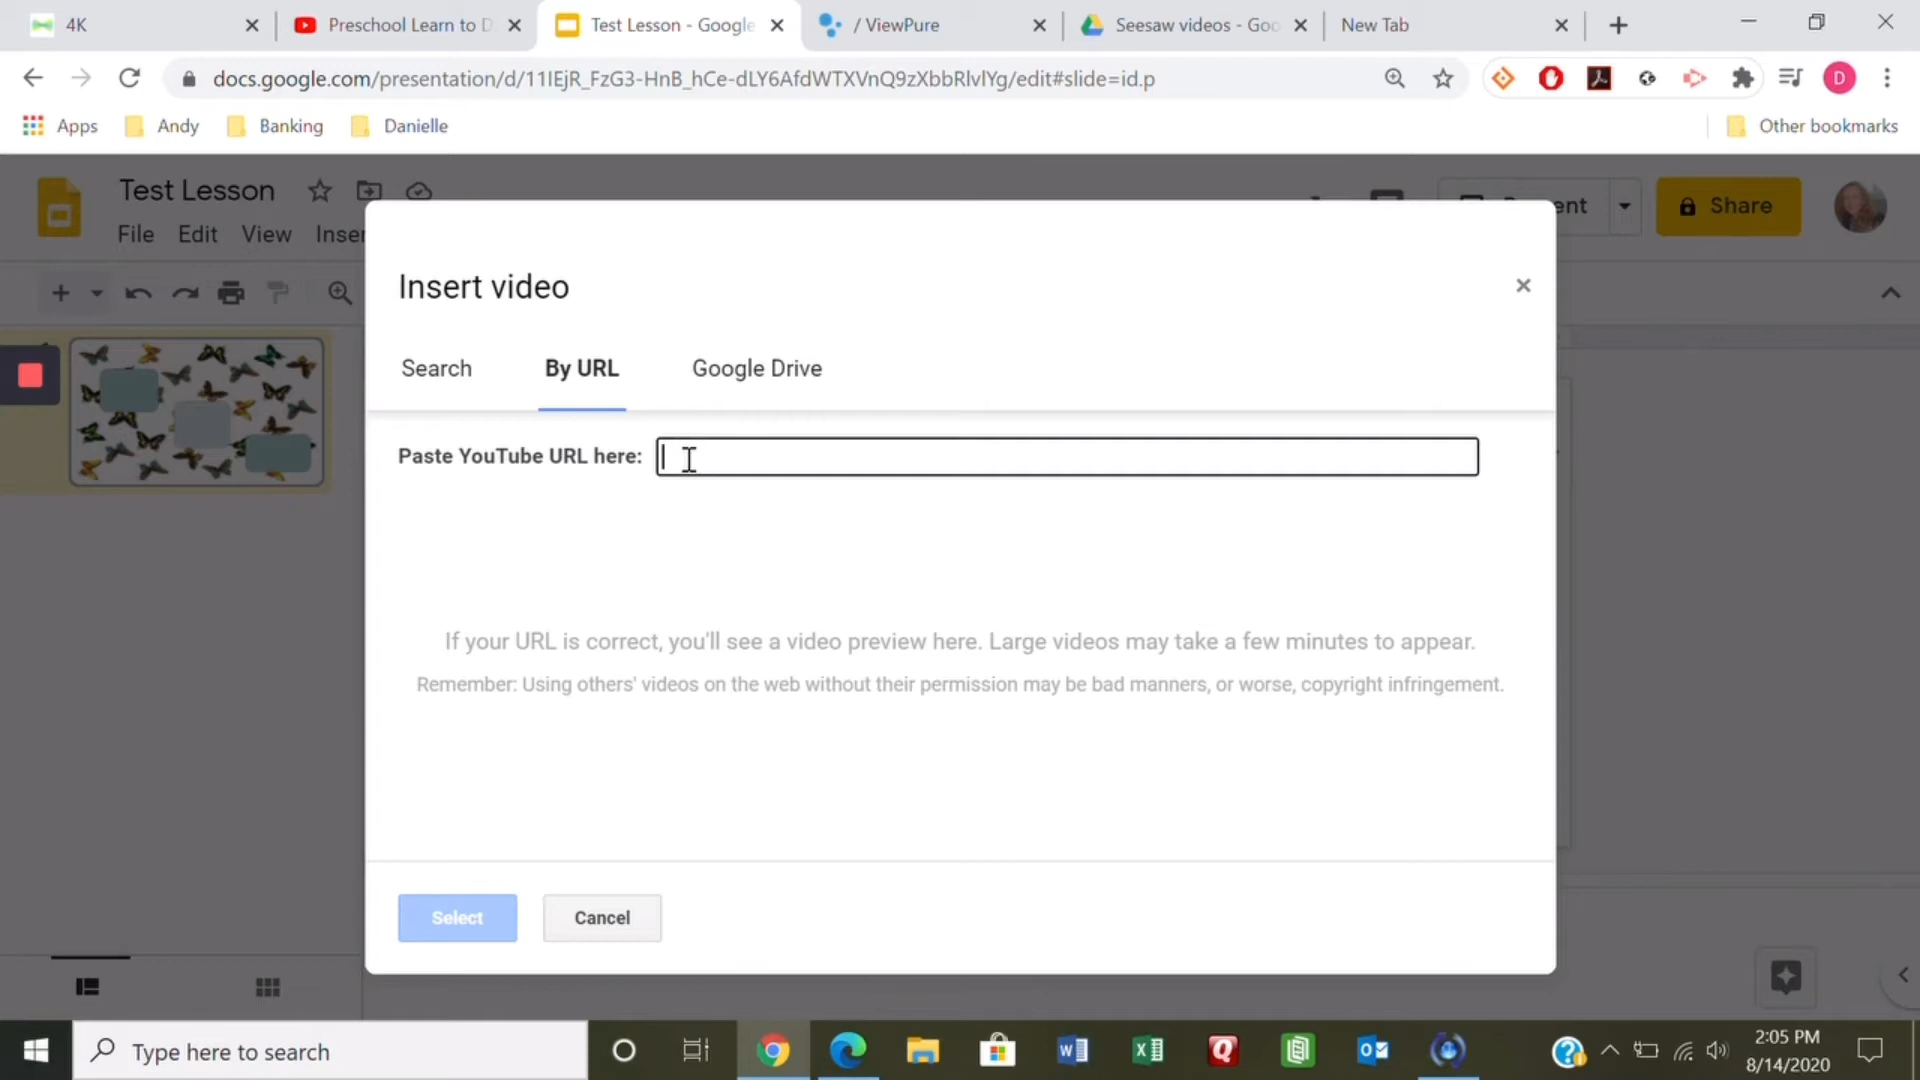 4K
Preschool Learn to D
Test Lesson - Google
/ ViewPure
Seesaw videos - Goo
New Tab
docs.google.com/presentation/d/11IEjR_FzG3-HnB_hCe-dLY6AfdWTXVnQ9zXbbRlvlYg/edit#slide=id.p
D
Apps
Andy
Banking
Danielle
Other bookmarks
Test Lesson
File Edit View Inser
ent
Share
Insert video
Search
By URL
Google Drive
Paste YouTube URL here:
If your URL is correct, you'll see a video preview here. Large videos may take a few minutes to appear.
Remember: Using others' videos on the web without their permission may be bad manners, or worse, copyright infringement.
Select
Cancel
Type here to search
2:05 PM
8/14/2020